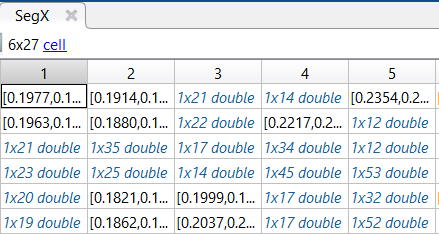 SegX
6x27 cell
1 2 3 4 5
[0.1977,0.1... [0.1914,0.1... 1x21 double 1x14 double [0.2354,0.2...
[0.1963,0.1... [0.1880,0.1... 1x22 double [0.2217,0.2... 1x12 double
1x21 double 1x35 double 1x17 double 1x34 double 1x12 double
1x23 double 1x25 double 1x14 double 1x45 double 1x53 double
1x20 double [0.1821,0.1... [0.1999,0.1... 1x17 double 1x32 double
1x19 double [0.1862,0.1... [0.2037,0.2... 1x17 double 1x52 double